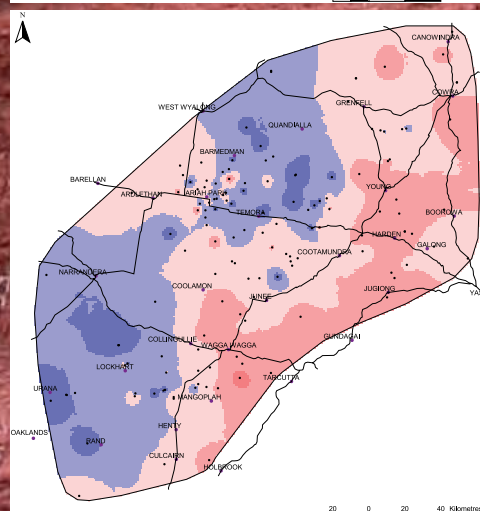 N
CANOWINDRA
COWRA
WEST WYALONG
GRENFELL
QUANDIALLA
BARMEDMAN
BARELLAN
YOUNG
ARDLETHAN
ARIAH PARK
TEMORA
BOOROWA
HARDEN
GALONG
COOTAMUNDRA
NARRANDERA
COOLAMON
JUNEE
JUGIONG
YA
GUNDAGAI
COLLINGULLIE
WAGGA WAGGA
LOCKHART
TARCUTTA
URANA
MANGOPLAH
OAKLANDS
RAND
HENTY
CULCAIRN
HOLBROOK
20 0 20 40 Kilometres